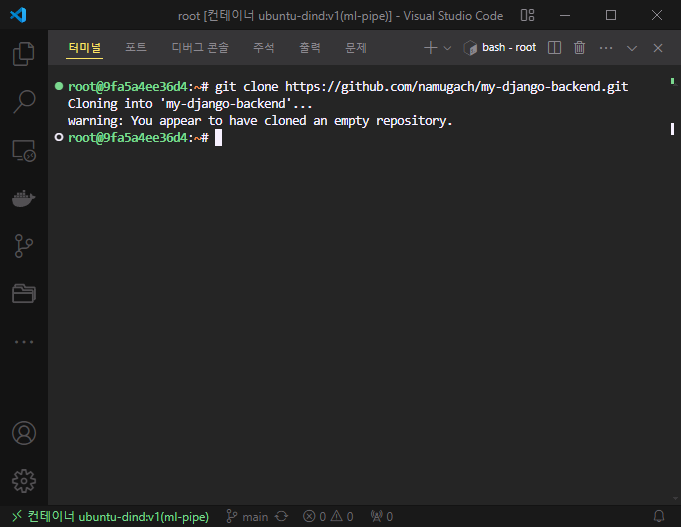 root [컨테이너 ubuntu-dind:v1(ml-pipe)] - Visual Studio Code
터미널 포트 디버그 콘솔 주석 출력 문제 bash - root
root@9fa5a4ee36d4:~# git clone https://github.com/namugach/my-django-backend.git
Cloning into 'my-django-backend'...
warning: You appear to have cloned an empty repository.
root@9fa5a4ee36d4:~#
컨테이너 ubuntu-dind:v1(ml-pipe) main 0 0 0